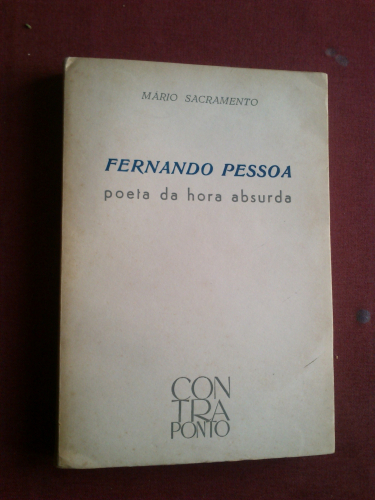 MARIO SACRAMENTO
FERNANDO PESSOA
poeta da hora absurda
CON
TRA
PONTO